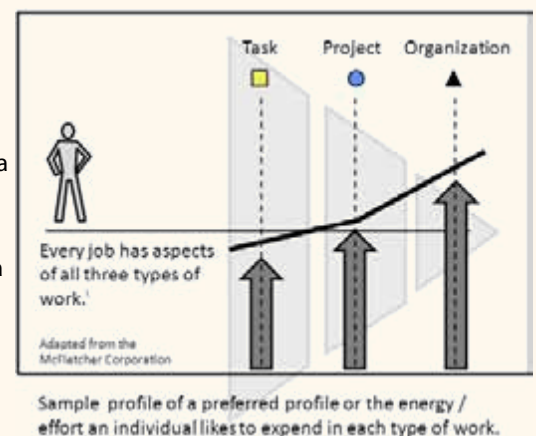 Task Project Organization
a
Every job has aspects
of all three types of
work.¹
Adapted from the
McFletcher Corporation
Sample profile of a preferred profile or the energy /
effort an individual likes to expend in each type of work.